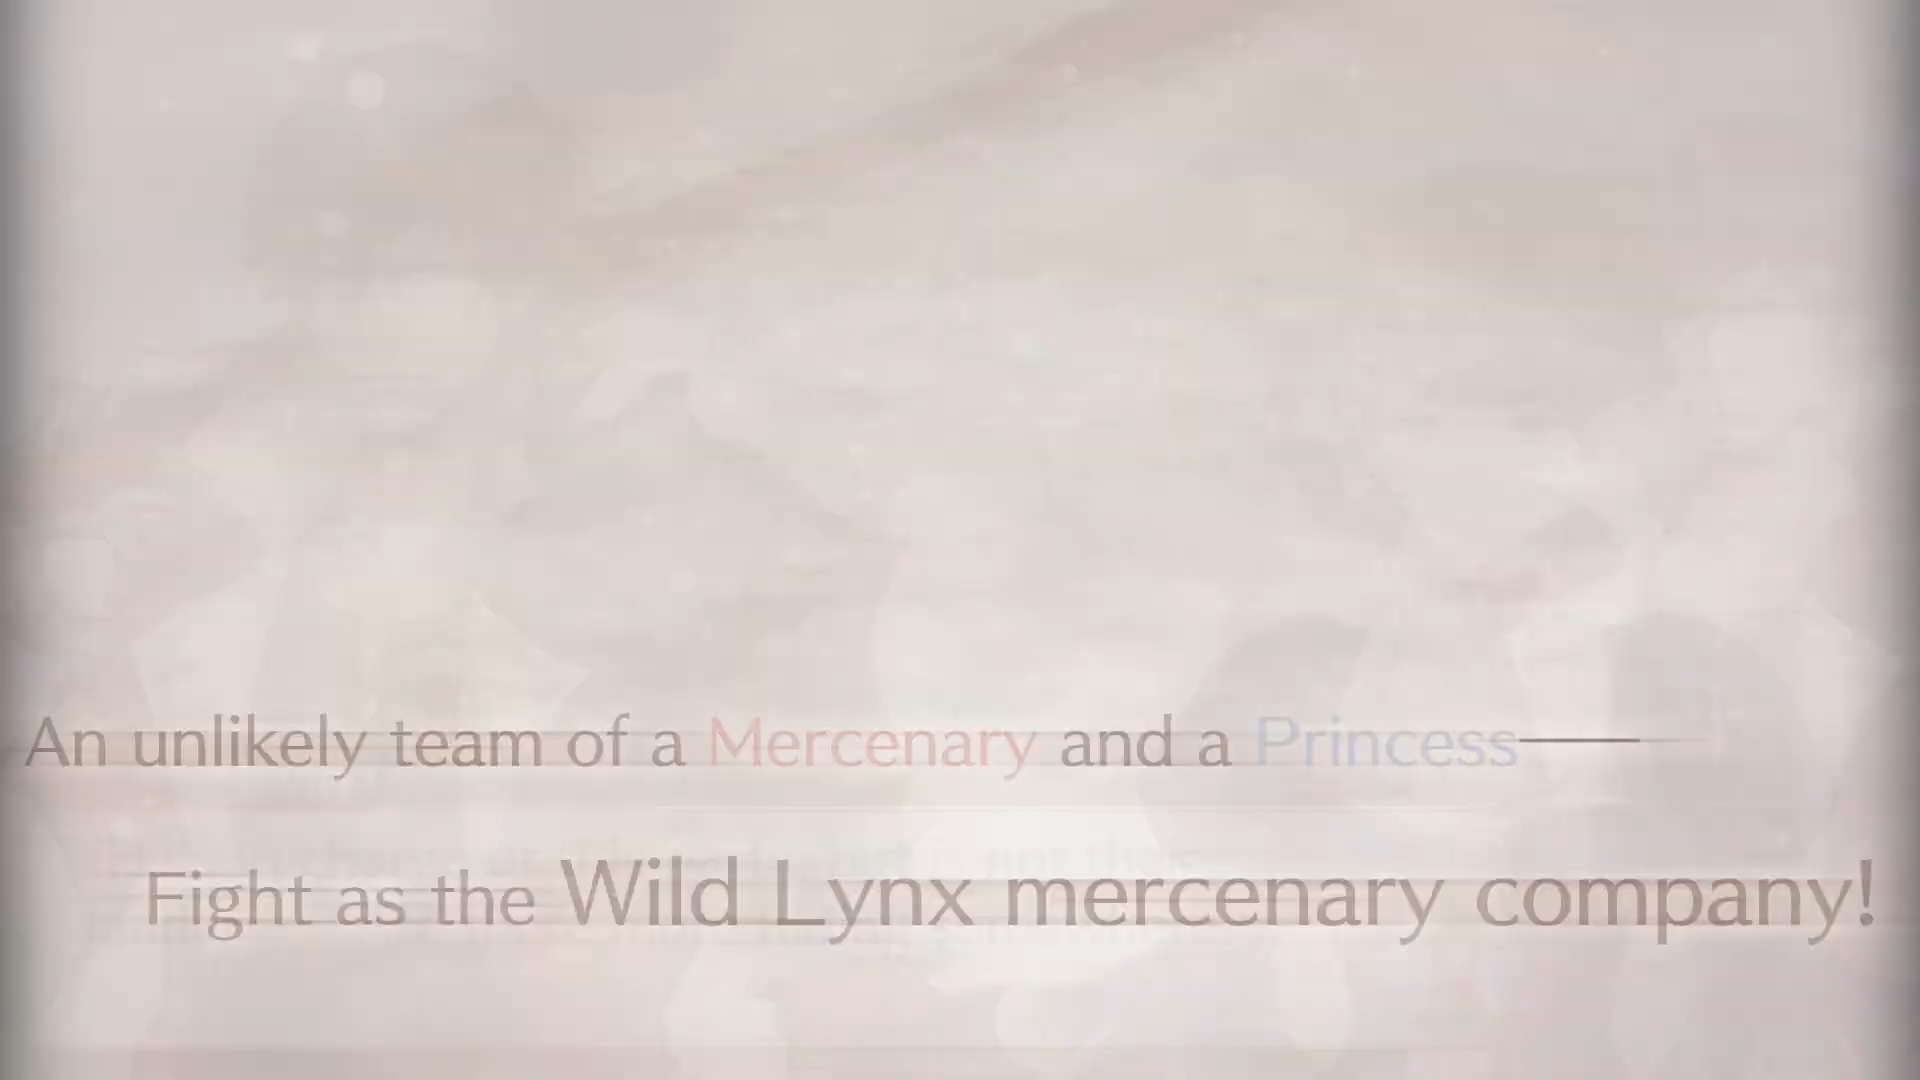 An unlikely team of a Mercenary and a Princess——
Fight as the Wild Lynx mercenary company!